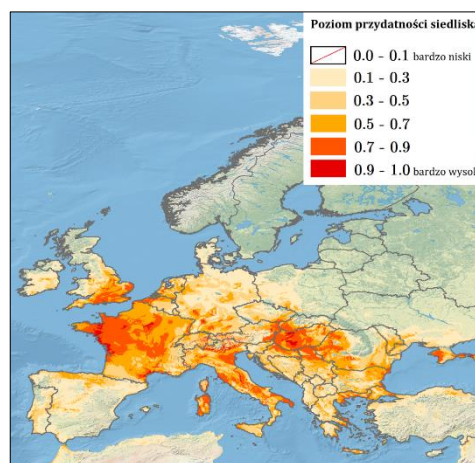 Poziom przydatności siedliska
0.0 - 0.1 bardzo niski
0.1 - 0.3
0.3 - 0.5
0.5 - 0.7
0.7 - 0.9
0.9 - 1.0 bardzo wysok